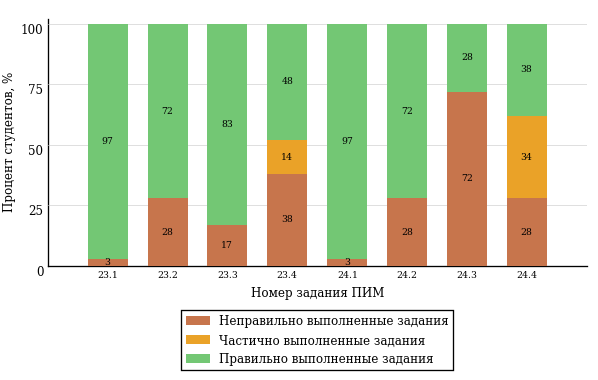 Процент студентов, %
100
75
50
25
0
97 72 83 48 97 72 28 38
14 34
3 28 17 38 3 28 72 28
23.1 23.2 23.3 23.4 24.1 24.2 24.3 24.4
Номер задания ПИМ
Неправильно выполненные задания
Частично выполненные задания
Правильно выполненные задания